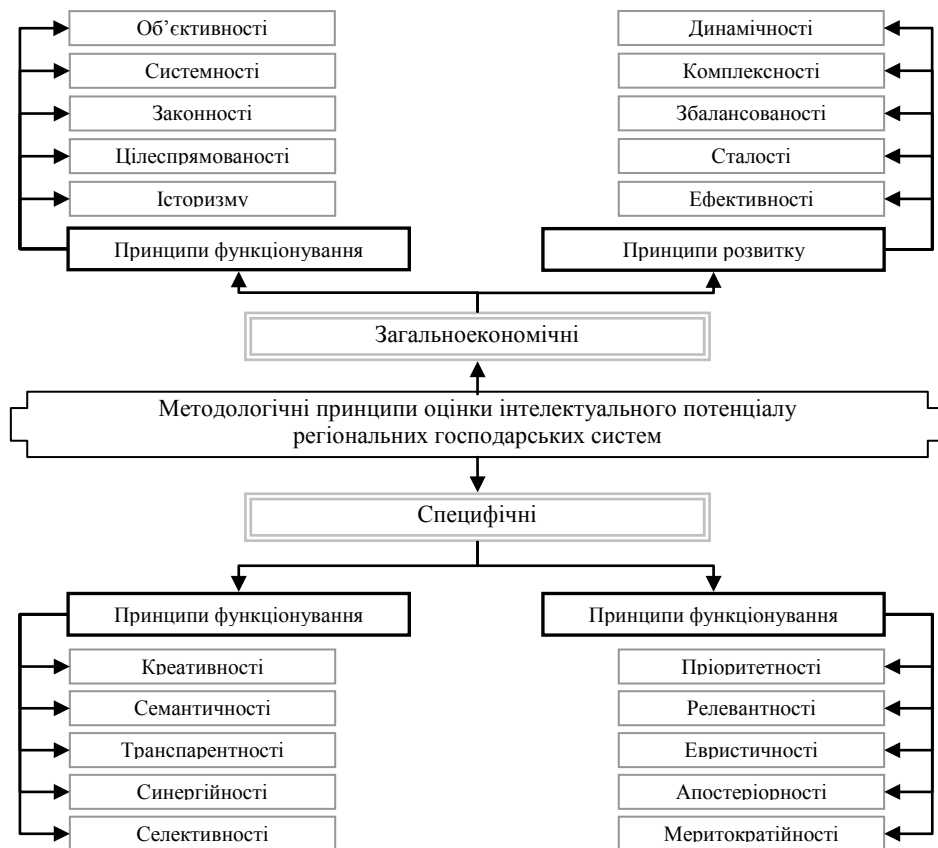 Об’єктивності
Системності
Законності
Цілеспрямованості
Історизму
Принципи функціонування
Динамічності
Комплексності
Збалансованості
Сталості
Ефективності
Принципи розвитку
Загальноекономічні
Методологічні принципи оцінки інтелектуального потенціалу
регіональних господарських систем
Специфічні
Принципи функціонування
Креативності
Семантичності
Транспарентності
Синергійності
Селективності
Принципи функціонування
Пріоритетності
Релевантності
Евристичності
Апостеріорності
Меритократійності